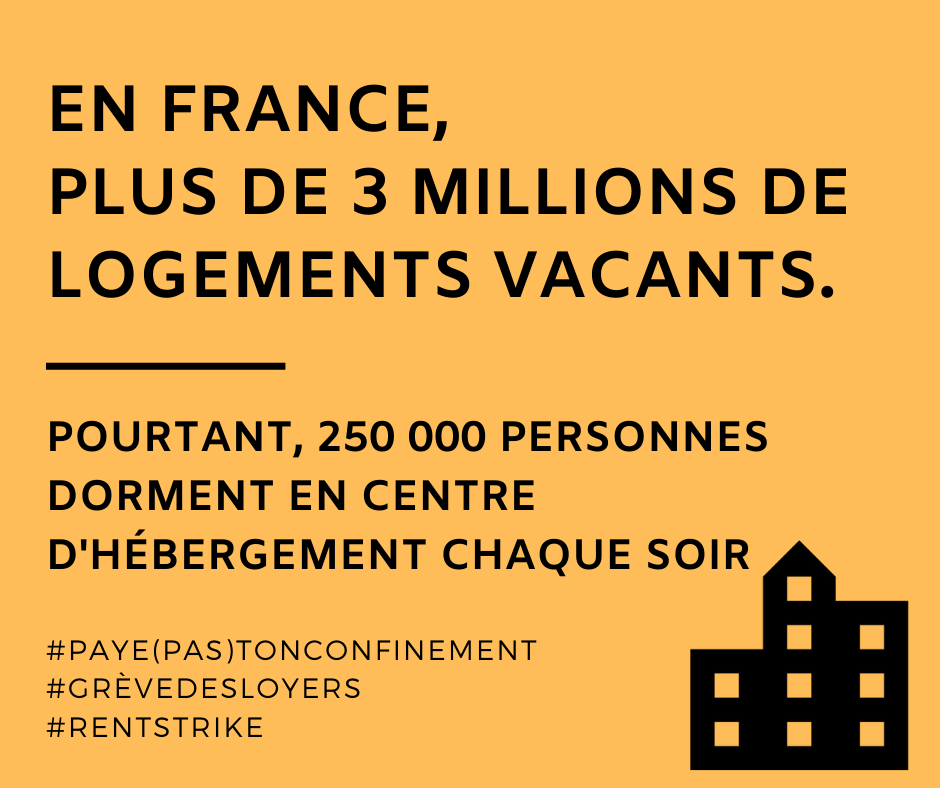 EN FRANCE,
PLUS DE 3 MILLIONS DE
LOGEMENTS VACANTS.
POURTANT, 250 000 PERSONNES
DORMENT EN CENTRE
D'HÉBERGEMENT CHAQUE SOIR
#PAYE(PAS)TONCONFINEMENT
#GRÈVEDESLOYERS
#RENTSTRIKE